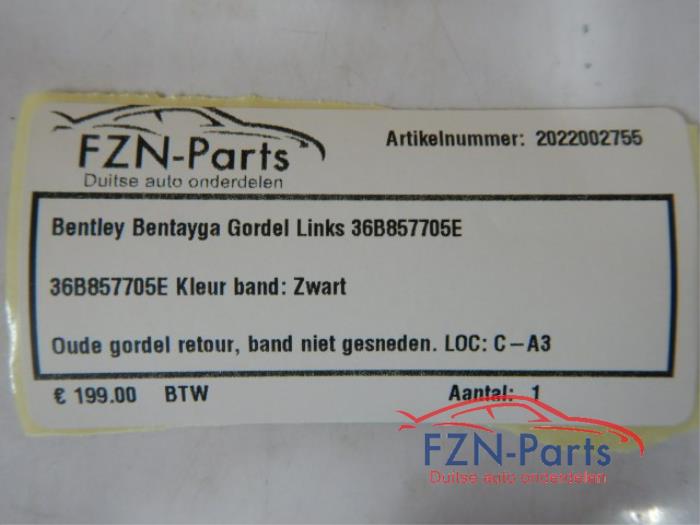 FZN-Parts
Duitse auto onderdelen
Artikelnummer: 2022002755
Bentley Bentayga Gordel Links 36B857705E
36B857705E Kleur band: Zwart
Oude gordel retour, band niet gesneden. LOC: C-A3
€ 199.00 BTW Aantal: 1
FZN-Parts
Duitse auto onderdelen